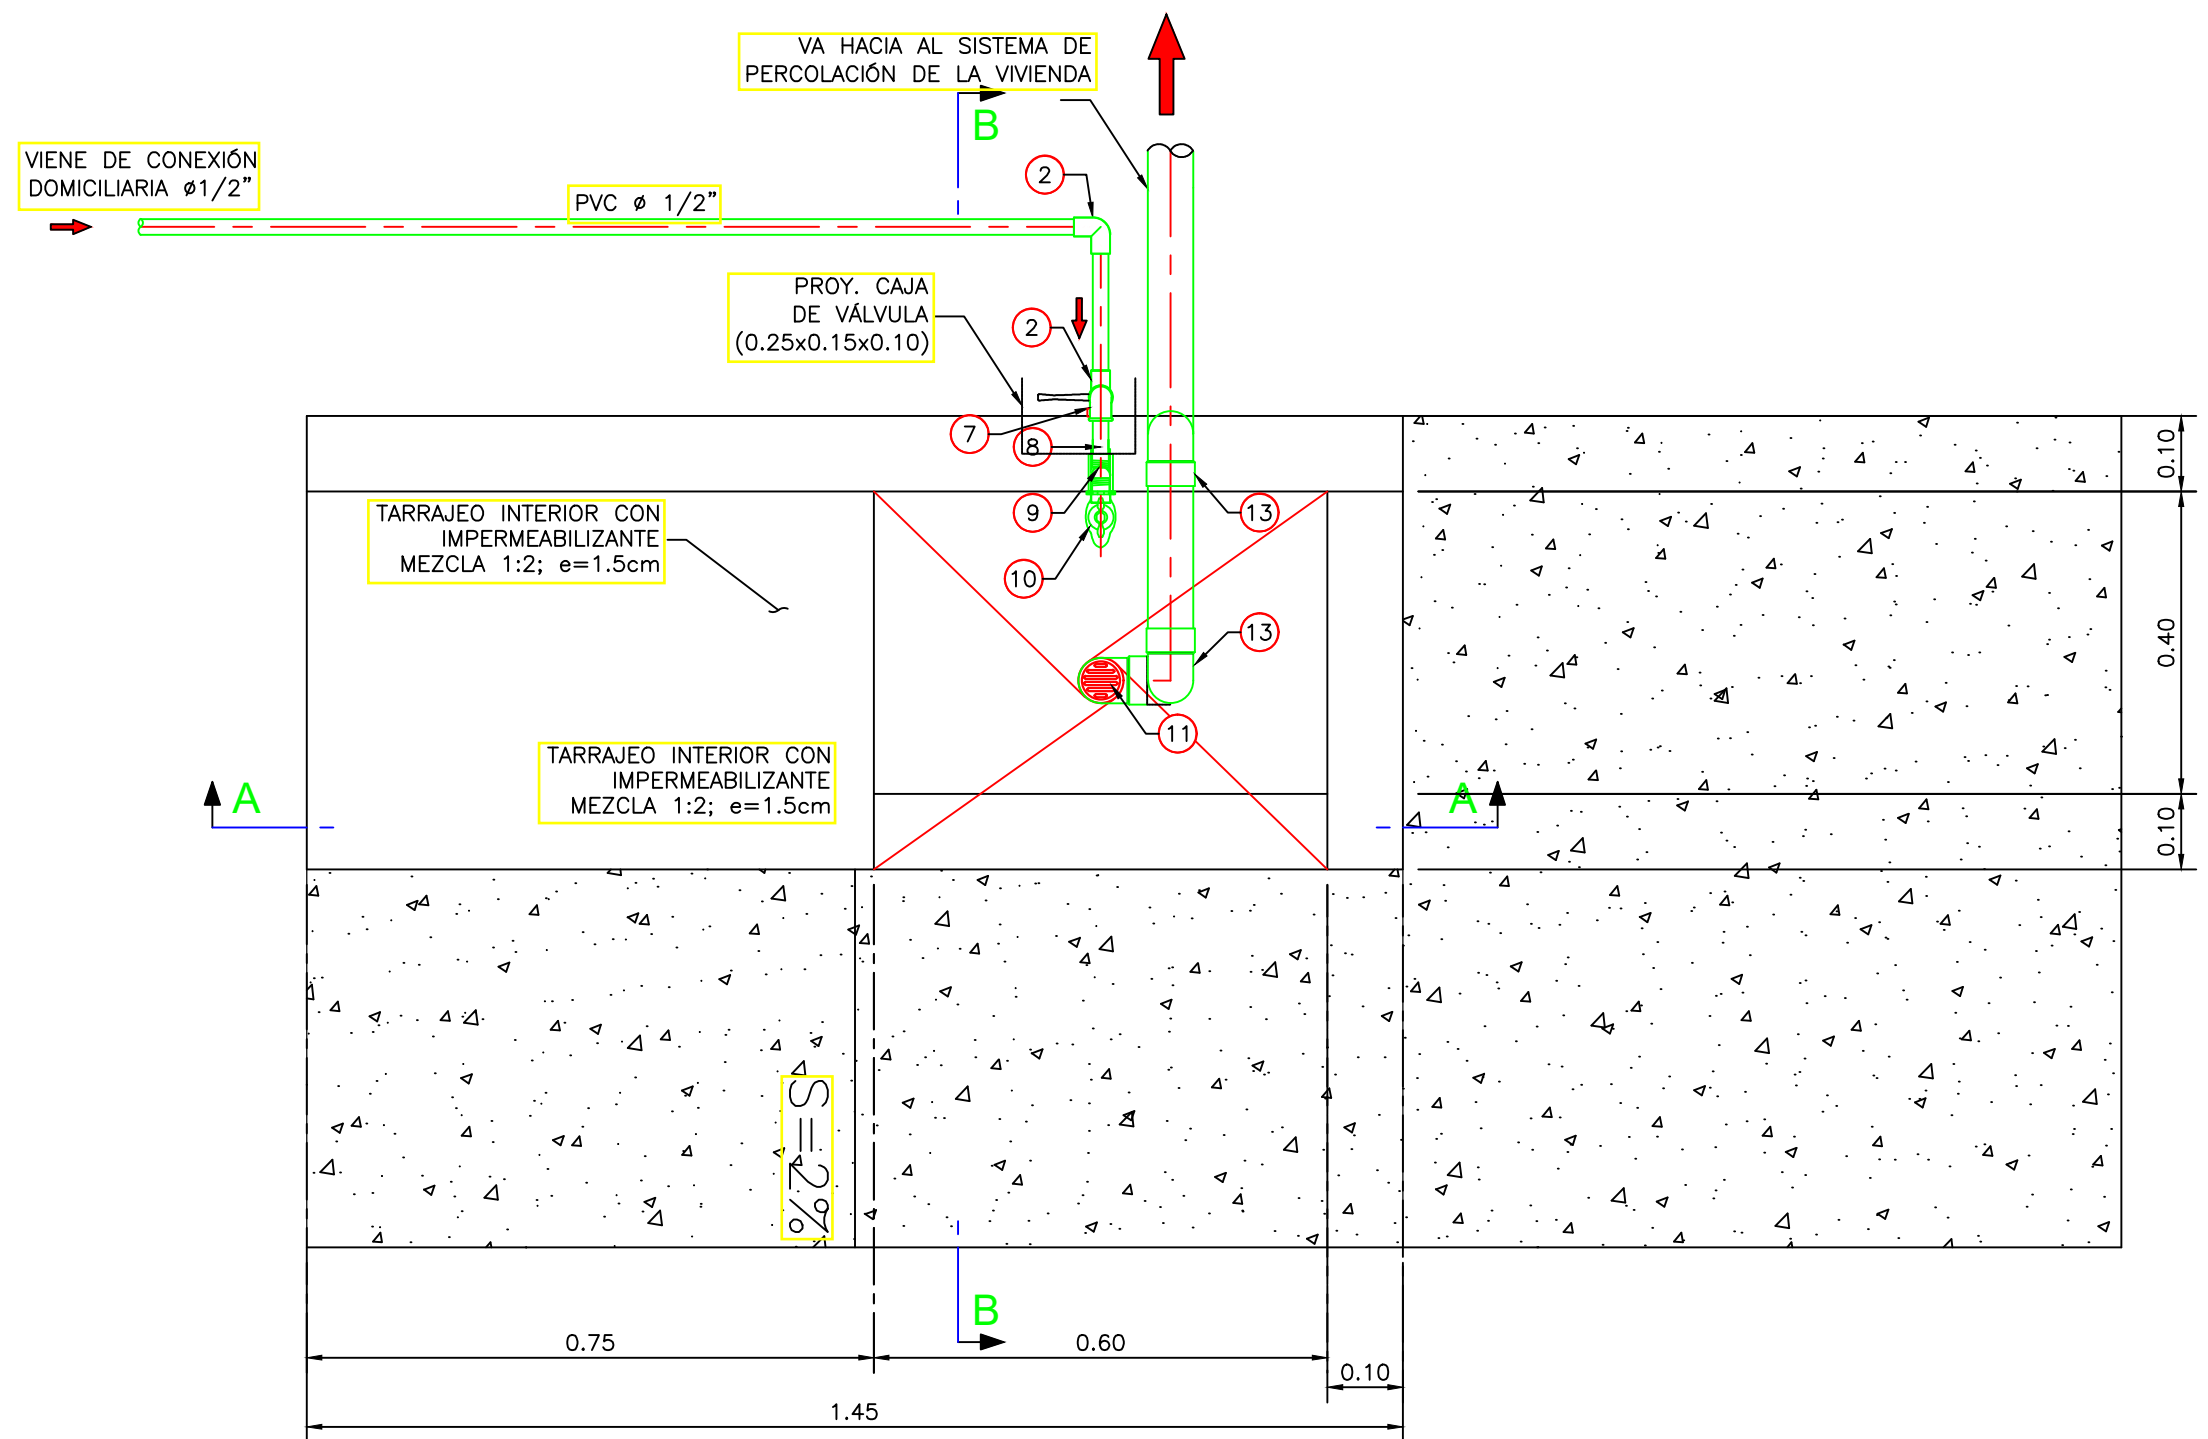 VA HACIA AL SISTEMA DE
PERCOLACIÓN DE LA VIVIENDA
B
VIENE DE CONEXIÓN
DOMICILIARIA ø1/2"
PVC ø 1/2"
2
PROY. CAJA
DE VÁLVULA
(0.25x0.15x0.10)
2
7
8
9
10
13
13
11
TARRAJEO INTERIOR CON
IMPERMEABILIZANTE
MEZCLA 1:2; e=1.5cm
TARRAJEO INTERIOR CON
IMPERMEABILIZANTE
MEZCLA 1:2; e=1.5cm
A
A
0.10
0.40
0.10
S=2%
B
0.75
0.60
0.10
1.45